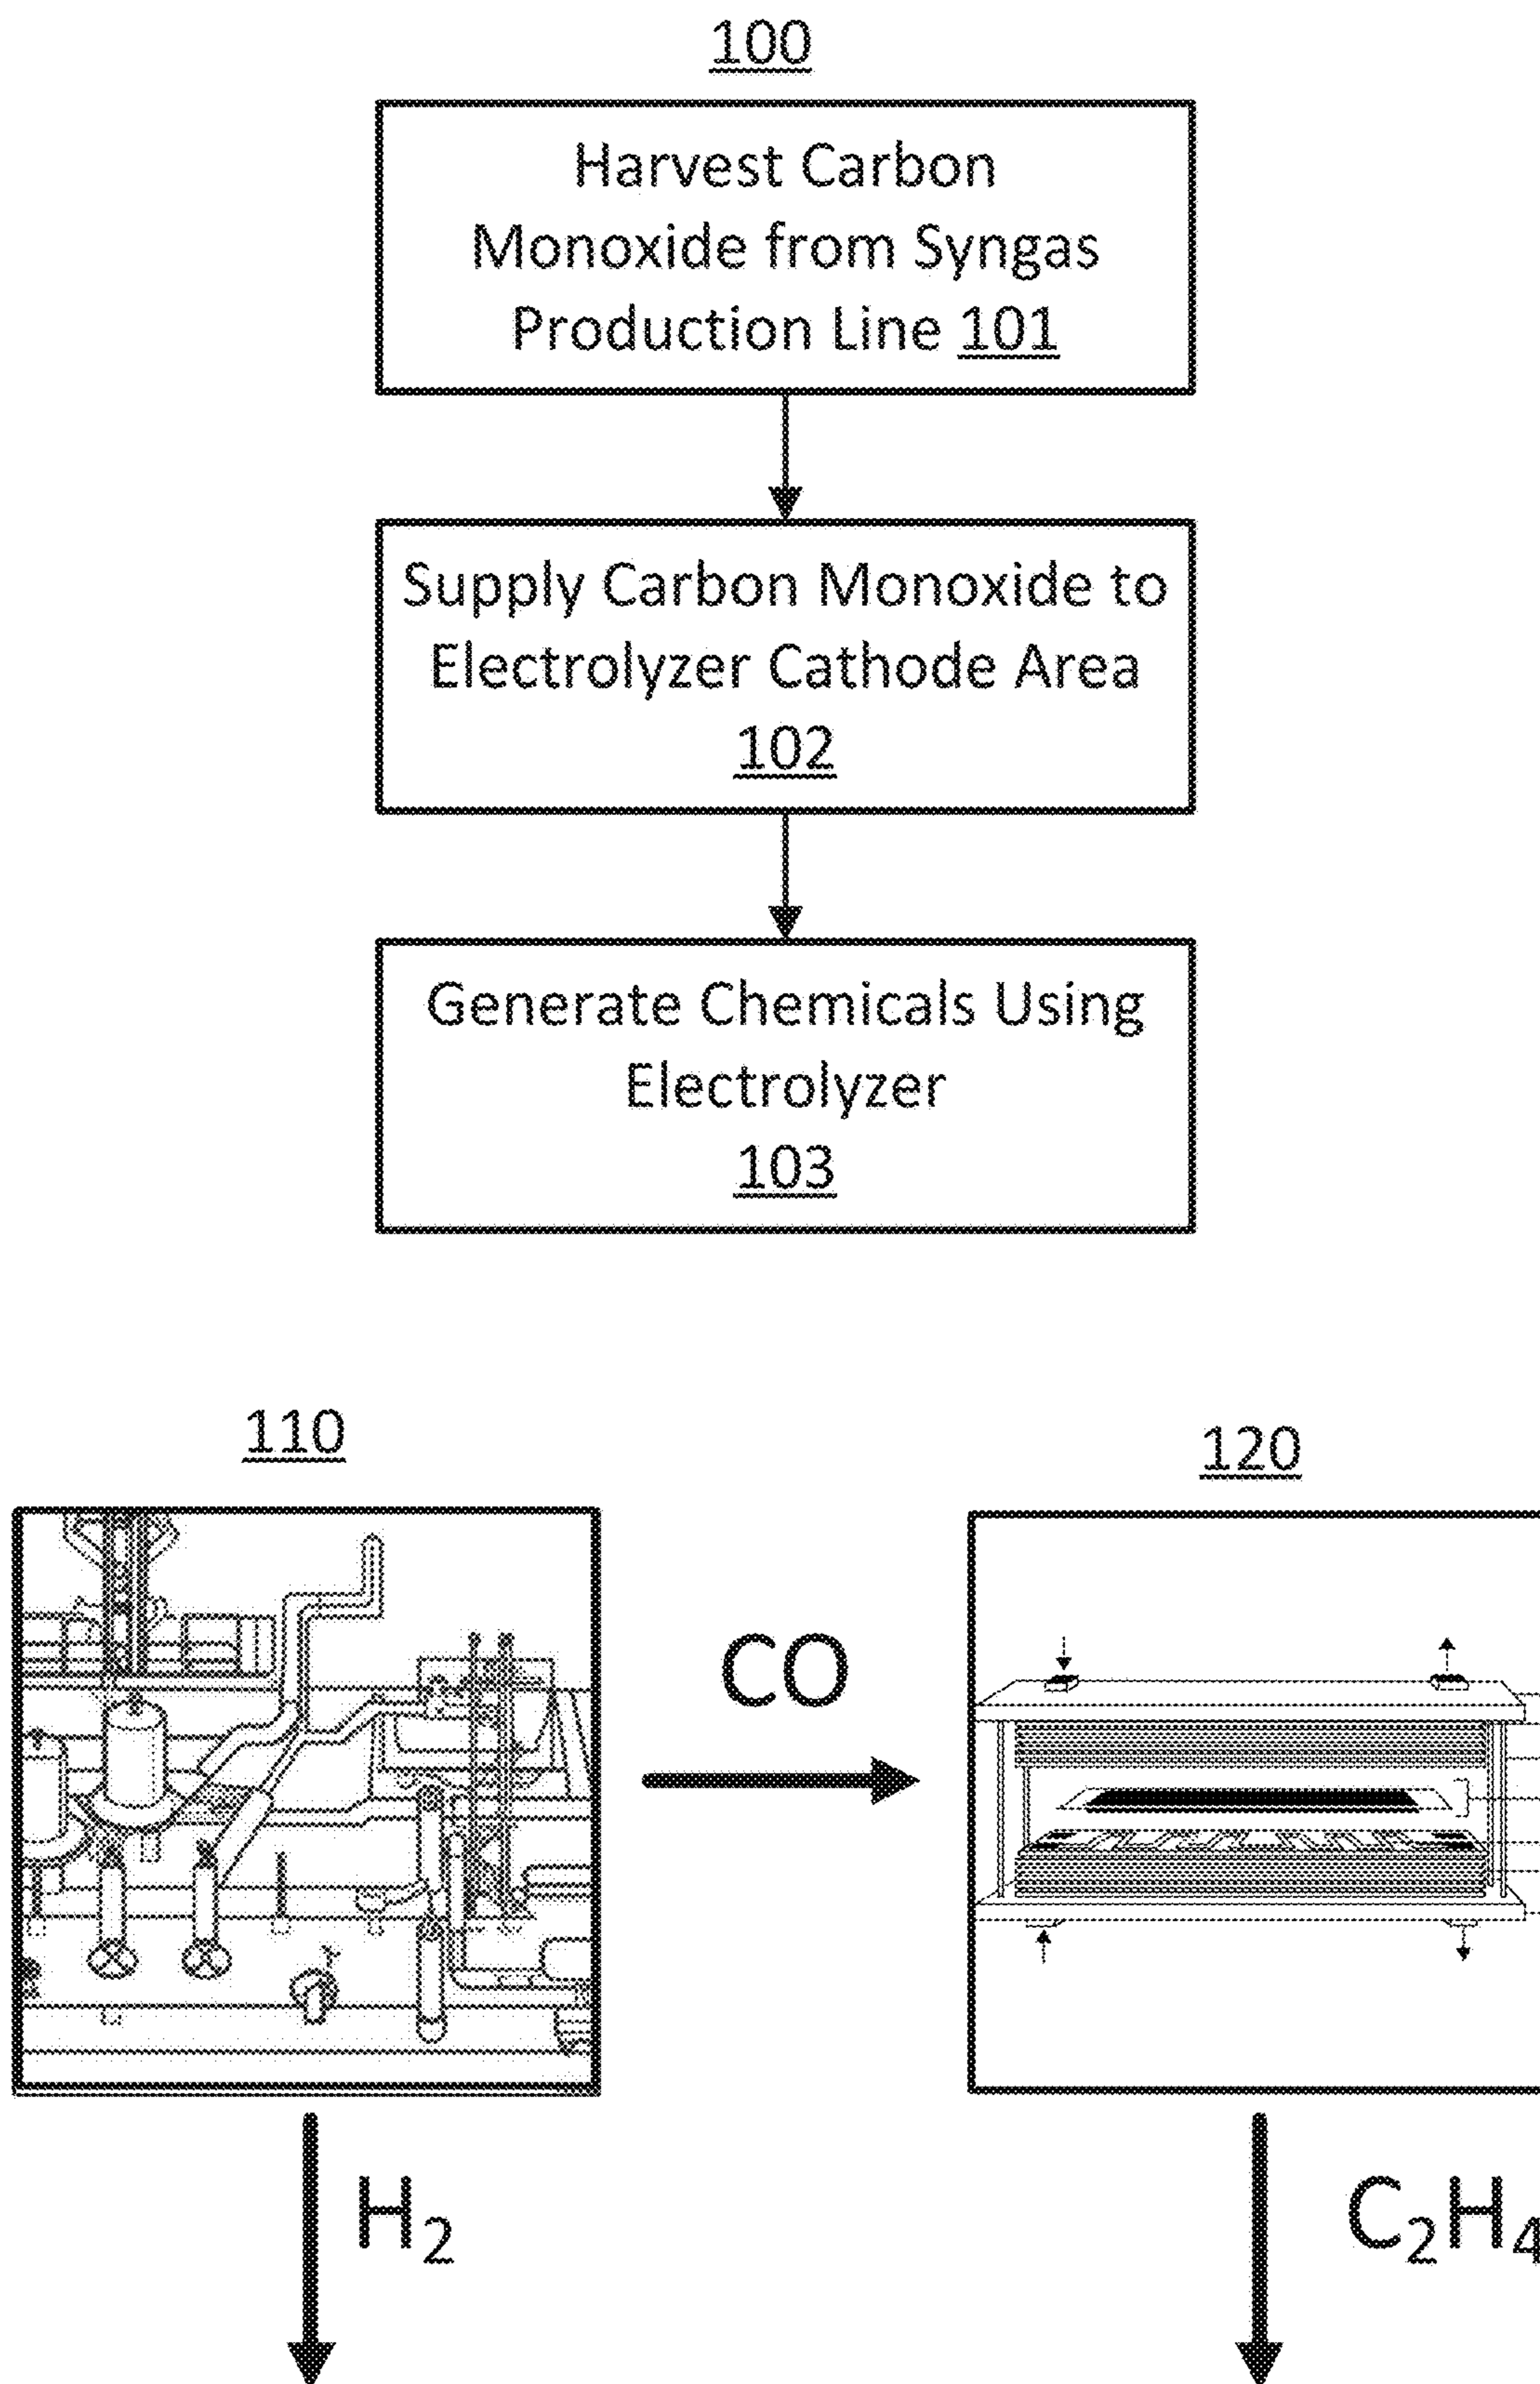 100
Harvest Carbon
Monoxide from Syngas
Production Line 101
Supply Carbon Monoxide to
Electrolyzer Cathode Area
102
Generate Chemicals Using
Electrolyzer
103
110
120
CO
H₂
C₂H₄